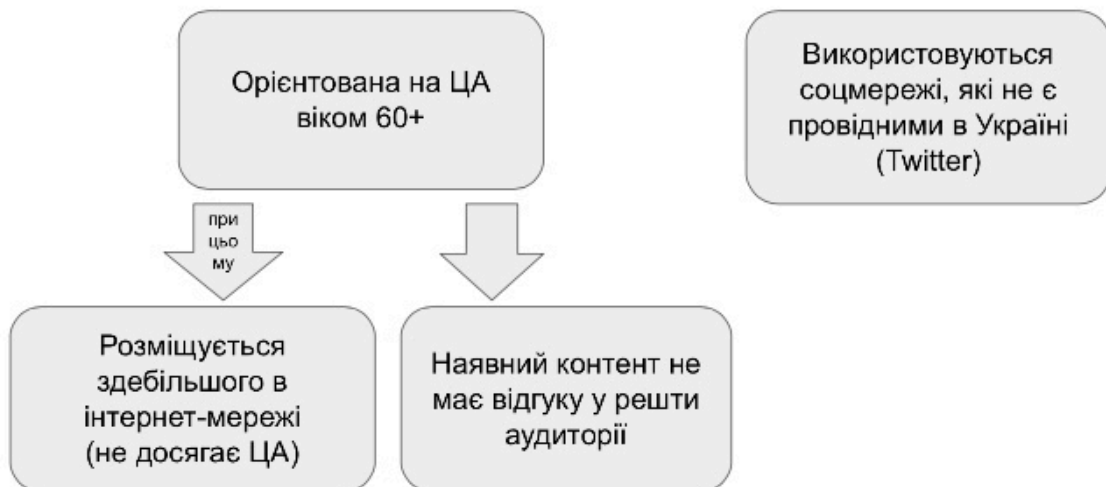 Орієнтована на ЦА
віком 60+
Використовуються
соцмережі, які не є
провідними в Україні
(Twitter)
при
цьо
му
Розміщується
здебільшого в
інтернет-мережі
(не досягає ЦА)
Наявний контент не
має відгуку у решти
аудиторії